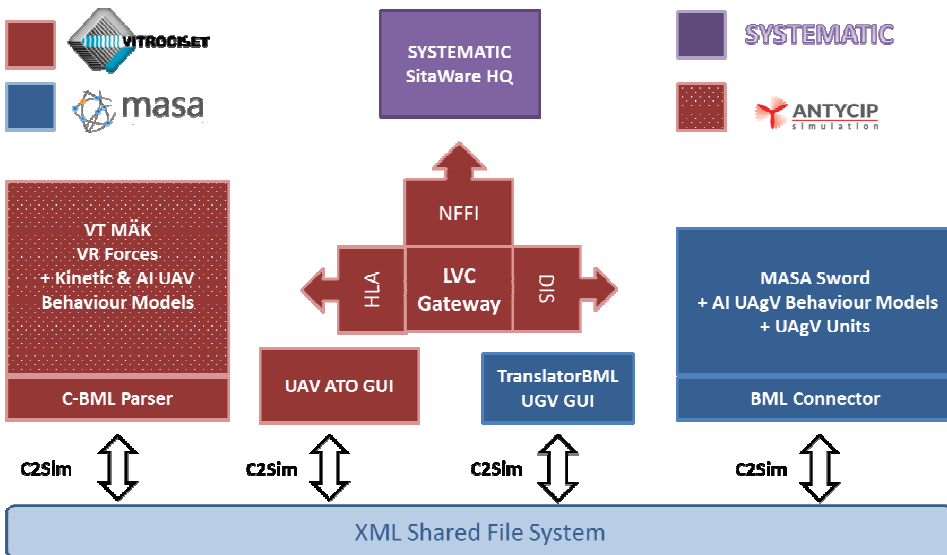 VITROCISET
masa
SYSTEMATIC
SitaWare HQ
SYSTEMATIC
ANTYCIP
simulation
VT MÄK
VR Forces
+ Kinetic & AI UAV
Behaviour Models
C-BML Parser
NFFI
HLA
LVC
Gateway
DIS
UAV ATO GUI
TranslatorBML
UGV GUI
MASA Sword
+ AI UAgV Behaviour Models
+ UAgV Units
BML Connector
C2Sim
C2Sim
C2Sim
C2Sim
XML Shared File System